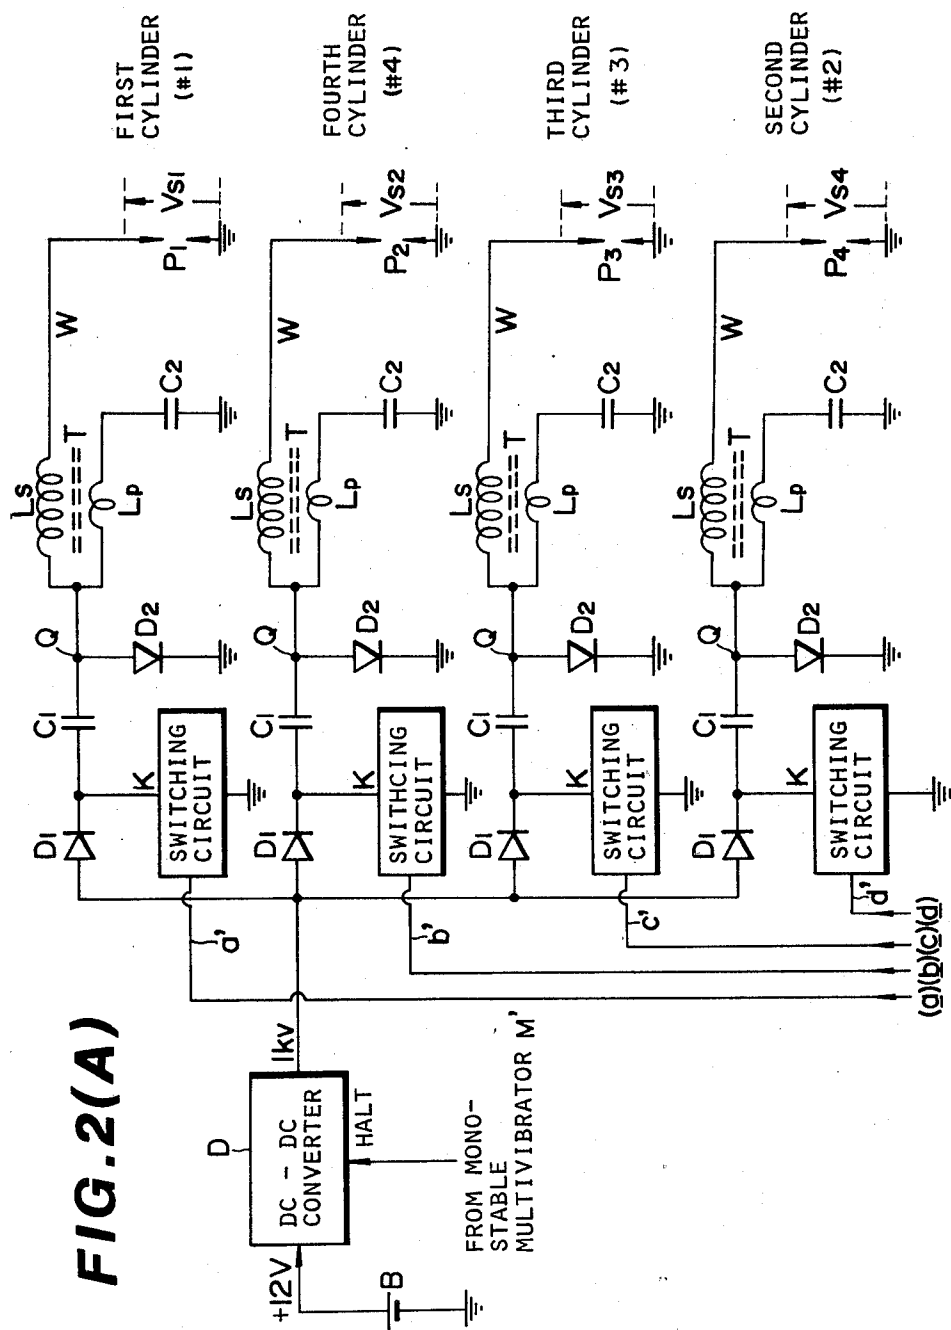 FIG.2(A)
+12V
B
D
DC - DC
CONVERTER
HALT
1kv
FROM MONO-
STABLE
MULTIVIBRATOR M'
D1
C1
Q
D2
K
SWITCHING
CIRCUIT
a'
Ls
T
Lp
C2
W
P1
Vs1
FIRST
CYLINDER
(#1)
D1
C1
Q
D2
K
SWITHCING
CIRCUIT
b'
Ls
T
Lp
C2
W
P2
Vs2
FOURTH
CYLINDER
(#4)
D1
C1
Q
D2
K
SWITCHING
CIRCUIT
c'
Ls
T
Lp
C2
W
P3
Vs3
THIRD
CYLINDER
(#3)
D1
C1
Q
D2
K
SWITCHING
CIRCUIT
d'
Ls
T
Lp
C2
W
P4
Vs4
SECOND
CYLINDER
(#2)
(a)(b)(c)(d)